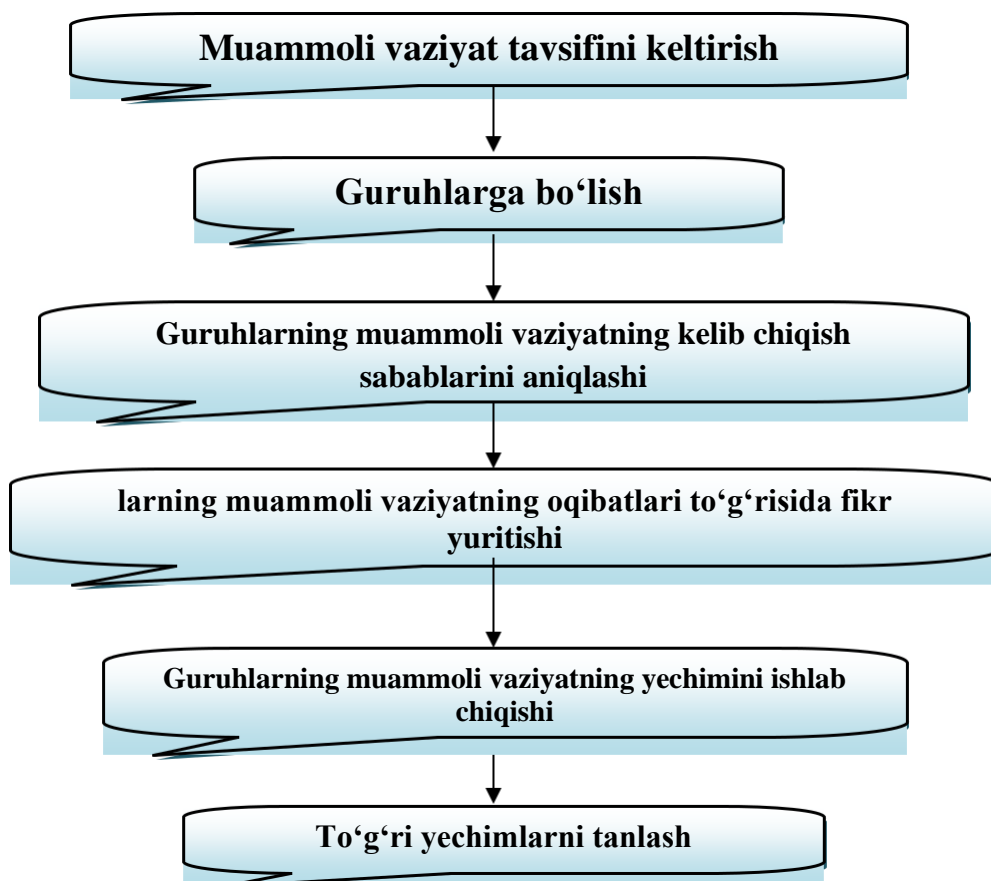 Muammoli vaziyat tavsifini keltirish
Guruhlarga bo‘lish
Guruhlarning muammoli vaziyatning kelib chiqish
sabablarini aniqlashi
larning muammoli vaziyatning oqibatlari to‘g‘risida fikr
yuritishi
Guruhlarning muammoli vaziyatning yechimini ishlab
chiqishi
To‘g‘ri yechimlarni tanlash